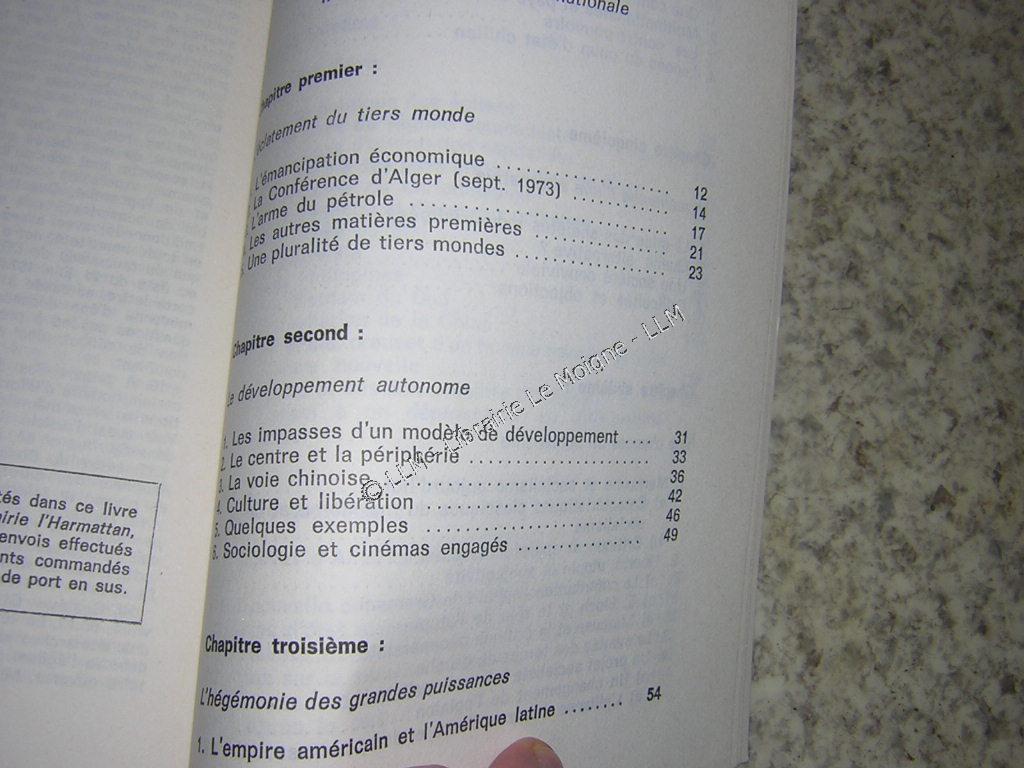 nationale
Chapitre premier :
éclatement du tiers monde
L'émancipation économique .................... 12
La Conférence d'Alger (sept. 1973) ............ 14
L'arme du pétrole ........................ 17
Les autres matières premières ............... 21
Une pluralité de tiers mondes ................ 23
Chapitre second :
Le développement autonome
1. Les impasses d'un modèle de développement .... 31
2. Le centre et la périphérie .................... 33
3. La voie chinoise ........................... 36
4. Culture et libération ........................ 42
5. Quelques exemples ........................ 46
6. Sociologie et cinémas engagés ................ 49
Chapitre troisième :
L'hégémonie des grandes puissances
1. L'empire américain et l'Amérique latine ........ 54
tés dans ce livre
irie l'Harmattan,
envois effectués
nts commandés
de port en sus.
© LLM - Librairie Le Moigne - LLM